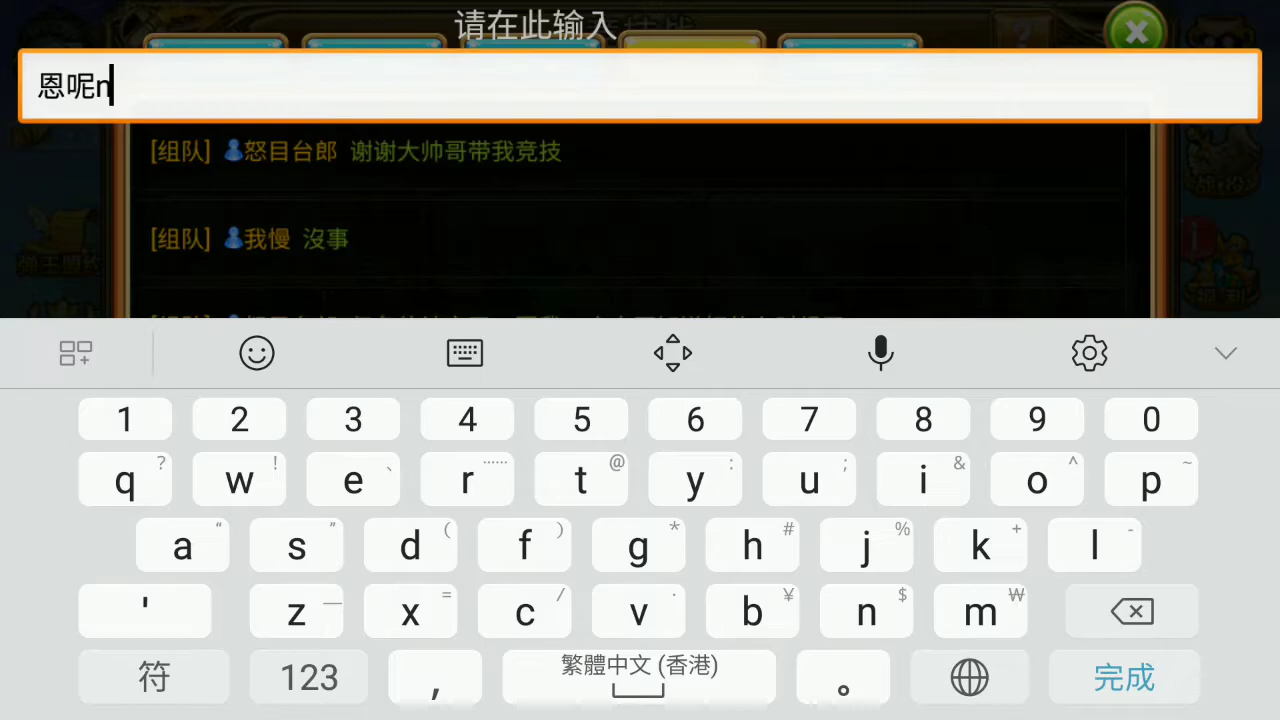 请在此输入
恩呢n
[组队] 怒目台郎 谢谢大帅哥带我竞技
[组队] 我慢 沒事
1 2 3 4 5 6 7 8 9 0
q ? w ! e 、 r …… t @ y : u ; i & o ^ p ~
a “ s ” d ( f ) g * h # j % k + l -
' z — x = c / v · b ¥ n $ m ₩
符 123 , 繁體中文 (香港) 。 完成